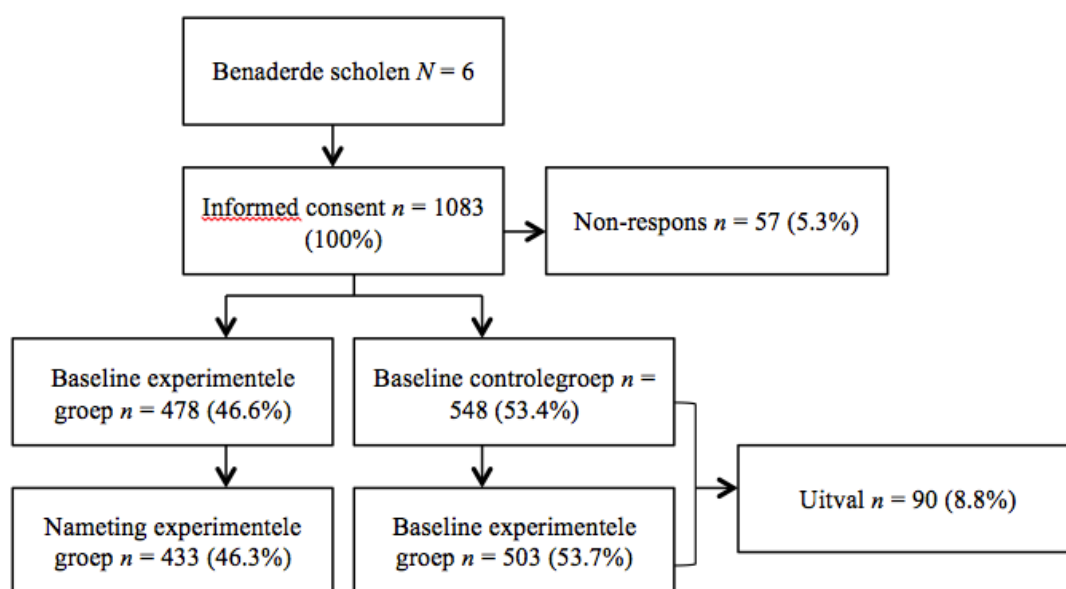 Benaderde scholen N = 6
Informed consent n = 1083
(100%)
Non-respons n = 57 (5.3%)
Baseline experimentele
groep n = 478 (46.6%)
Baseline controlegroep n =
548 (53.4%)
Nameting experimentele
groep n = 433 (46.3%)
Baseline experimentele
groep n = 503 (53.7%)
Uitval n = 90 (8.8%)